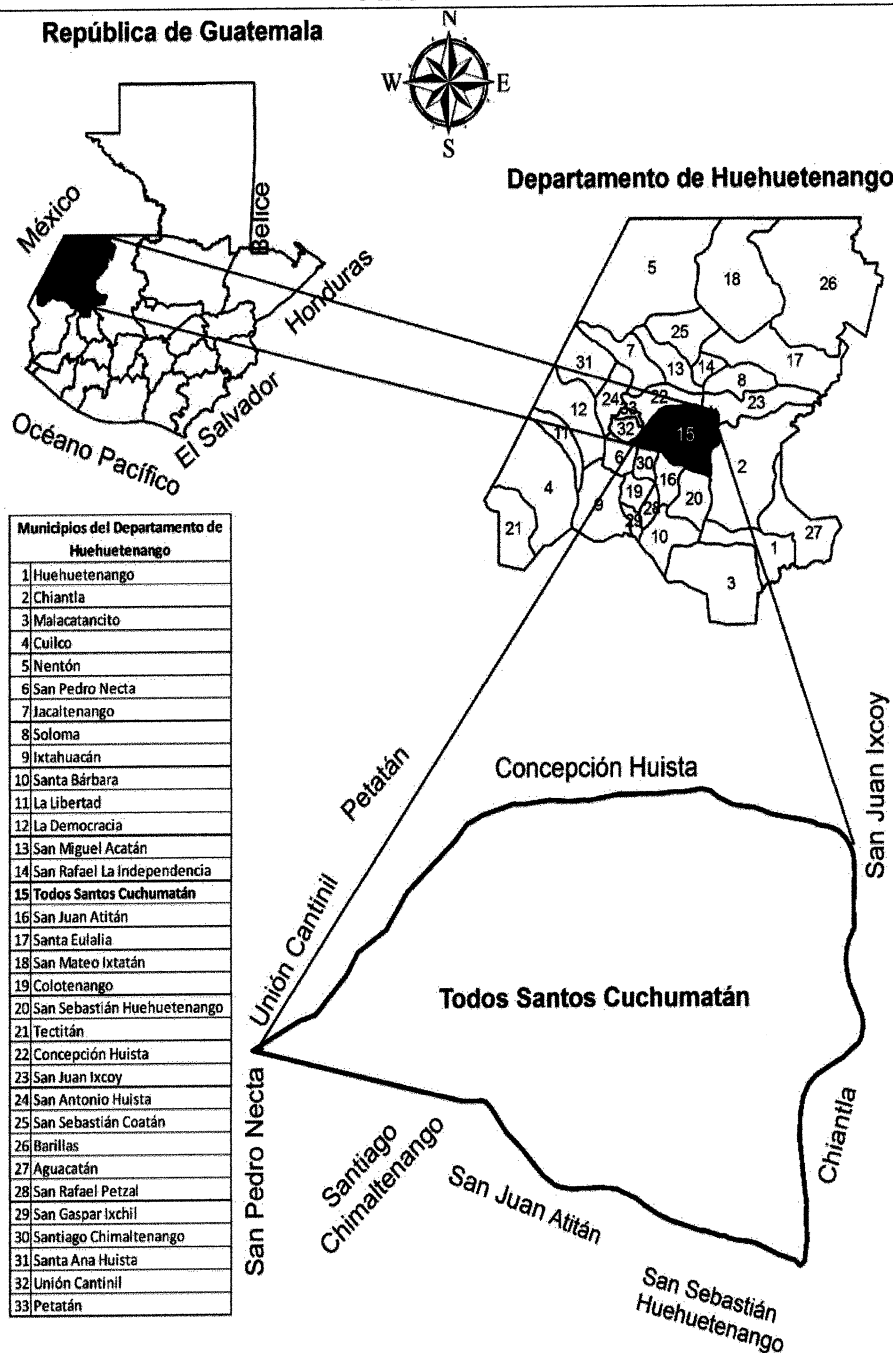 República de Guatemala
N
W
E
S
Departamento de Huehuetenango
México
Belice
Honduras
El Salvador
Océano Pacífico
5
18
26
25
7
31
13
14
17
8
24
22
23
12
33
32
15
11
6
30
2
16
4
19
20
9
28
21
29
27
10
1
3
Municipios del Departamento de
Huehuetenango
1 Huehuetenango
2 Chiantla
3 Malacatancito
4 Cuilco
5 Nentón
6 San Pedro Necta
7 Jacaltenango
8 Soloma
9 Ixtahuacán
10 Santa Bárbara
11 La Libertad
12 La Democracia
13 San Miguel Acatán
14 San Rafael La Independencia
15 Todos Santos Cuchumatán
16 San Juan Atitán
17 Santa Eulalia
18 San Mateo Ixtatán
19 Colotenango
20 San Sebastián Huehuetenango
21 Tectitán
22 Concepción Huista
23 San Juan Ixcoy
24 San Antonio Huista
25 San Sebastián Coatán
26 Barillas
27 Aguacatán
28 San Rafael Petzal
29 San Gaspar Ixchil
30 Santiago Chimaltenango
31 Santa Ana Huista
32 Unión Cantinil
33 Petatán
Petatán
Concepción Huista
San Juan Ixcoy
Unión Cantinil
Todos Santos Cuchumatán
San Pedro Necta
Santiago
Chimaltenango
San Juan Atitán
Chiantla
San Sebastián
Huehuetenango